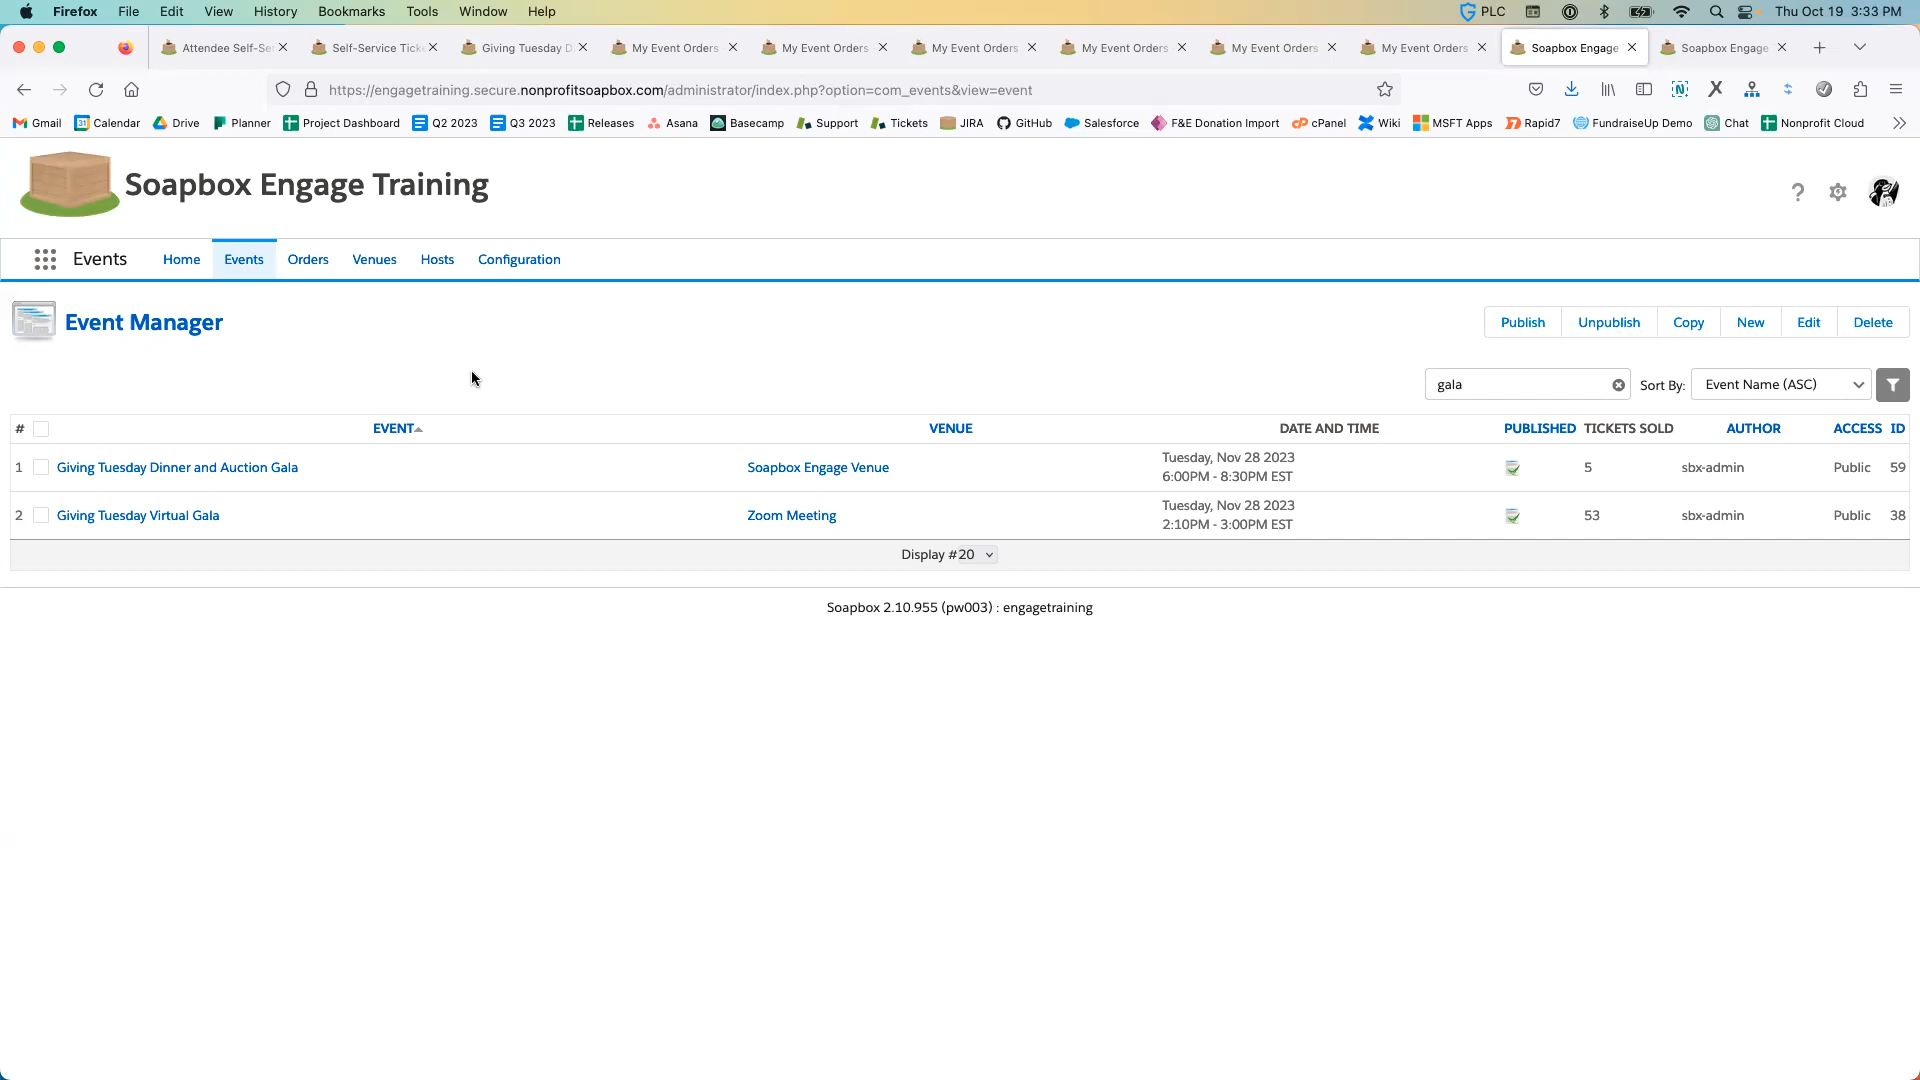 Firefox File Edit View History Bookmarks Tools Window Help PLC Thu Oct 19 3:33 PM
Attendee Self-Ser Self-Service Ticke Giving Tuesday D My Event Orders My Event Orders My Event Orders My Event Orders My Event Orders My Event Orders Soapbox Engage Soapbox Engage
https://engagetraining.secure.nonprofitsoapbox.com/administrator/index.php?option=com_events&view=event
Gmail Calendar Drive Planner Project Dashboard Q2 2023 Q3 2023 Releases Asana Basecamp Support Tickets JIRA GitHub Salesforce F&E Donation Import cPanel Wiki MSFT Apps Rapid7 FundraiseUp Demo Chat Nonprofit Cloud
Soapbox Engage Training
Events Home Events Orders Venues Hosts Configuration
Event Manager Publish Unpublish Copy New Edit Delete
gala Sort By: Event Name (ASC)
# EVENT VENUE DATE AND TIME PUBLISHED TICKETS SOLD AUTHOR ACCESS ID
1 Giving Tuesday Dinner and Auction Gala Soapbox Engage Venue Tuesday, Nov 28 2023 5 sbx-admin Public 59
6:00PM - 8:30PM EST
2 Giving Tuesday Virtual Gala Zoom Meeting Tuesday, Nov 28 2023 53 sbx-admin Public 38
2:10PM - 3:00PM EST
Display #20
Soapbox 2.10.955 (pw003) : engagetraining